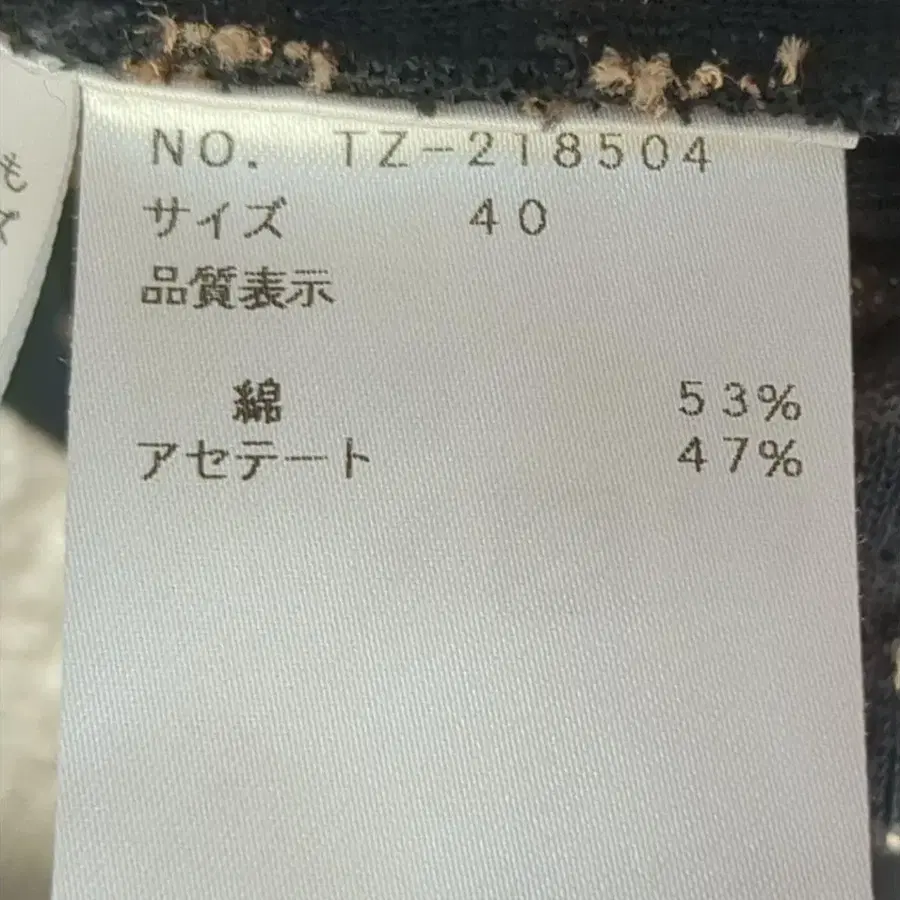 NO. TZ-218504
サイズ 40
品質表示
綿 53%
アセテート 47%
も